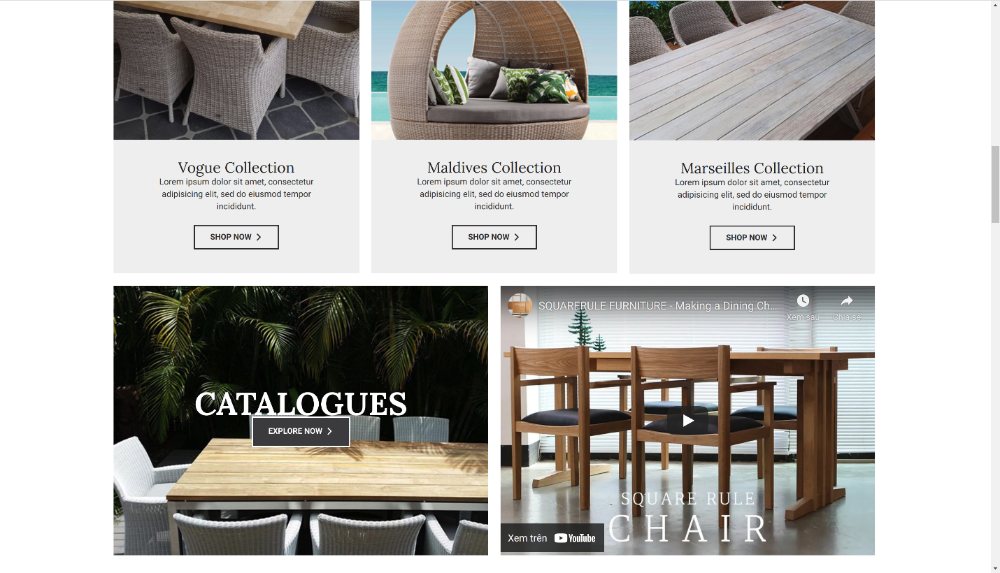 Vogue Collection
Lorem ipsum dolor sit amet, consectetur
adipisicing elit, sed do eiusmod tempor
incididunt.
SHOP NOW
Maldives Collection
Lorem ipsum dolor sit amet, consectetur
adipisicing elit, sed do eiusmod tempor
incididunt.
SHOP NOW
Marseilles Collection
Lorem ipsum dolor sit amet, consectetur
adipisicing elit, sed do eiusmod tempor
incididunt.
SHOP NOW
CATALOGUES
EXPLORE NOW
SQUARERULE FURNITURE - Making a Dining Ch...
Xem sau
Chia sẻ
SQUARE RULE
CHAIR
Xem trên YouTube